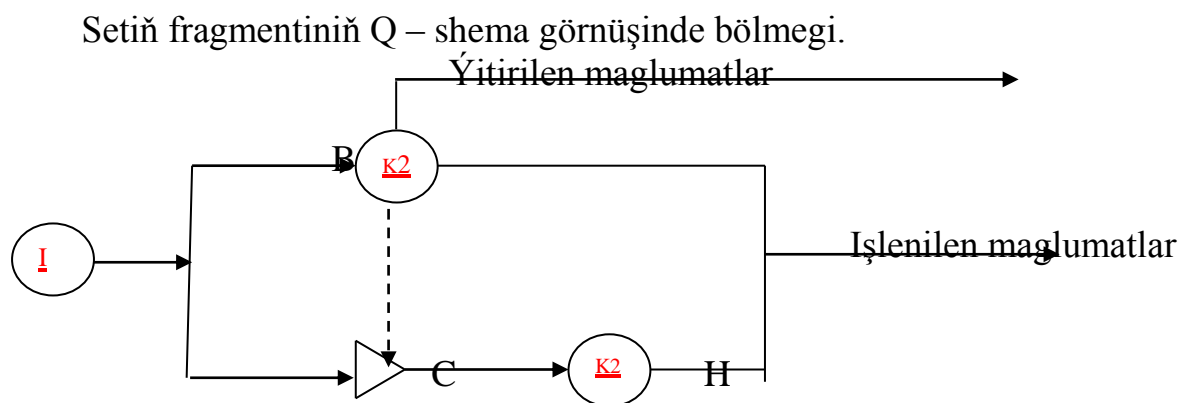 Setiň fragmentiniň Q – shema görnüşinde bölmegi.
Ýitirilen maglumatlar
B
K2
I
Işlenilen maglumatlar
C
K2
H